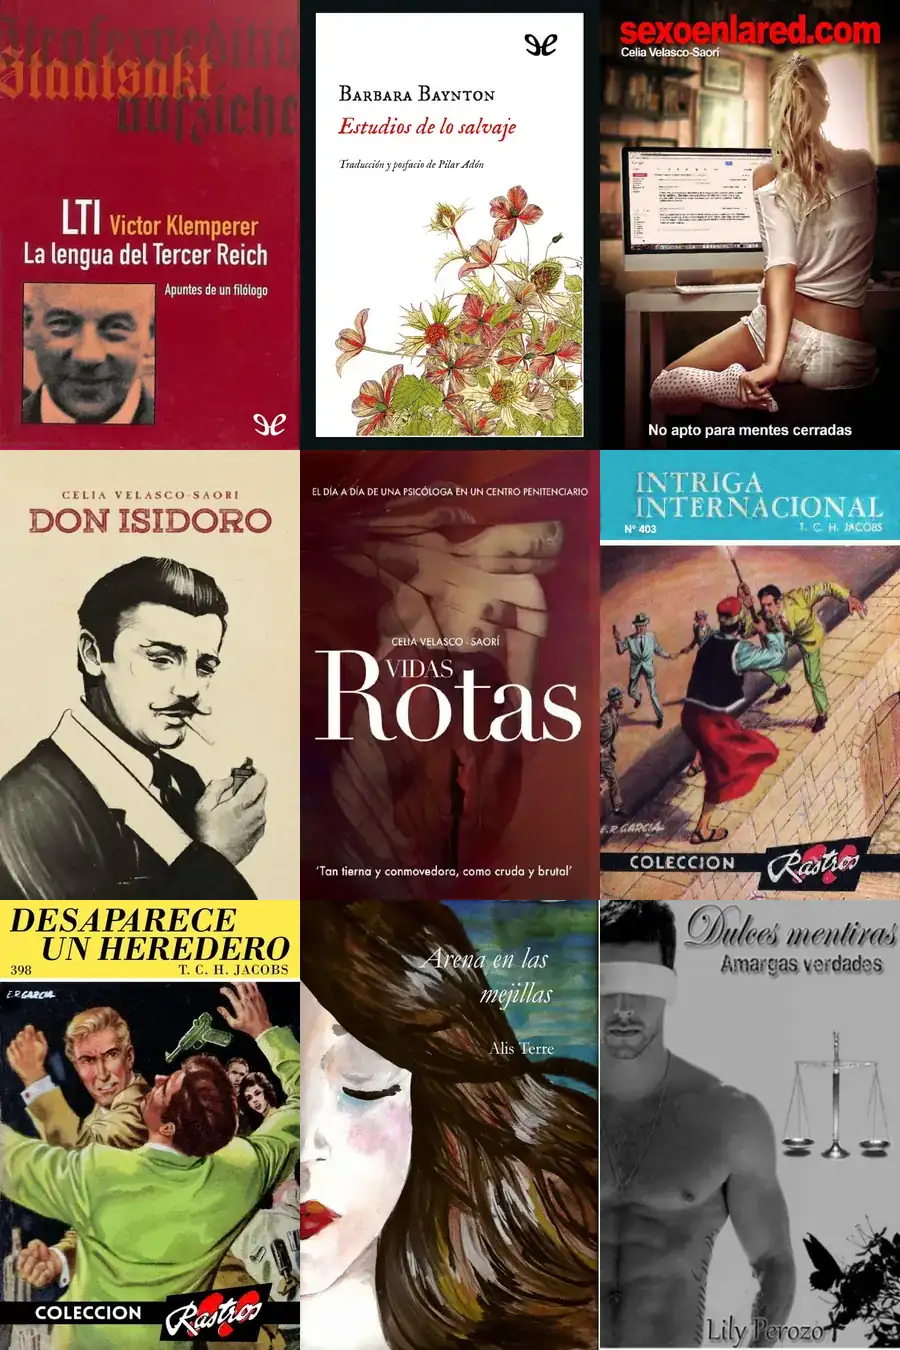 Strafexpeditio
Staatsakt
aufziehe
LTI Victor Klemperer
La lengua del Tercer Reich
Apuntes de un filólogo
Barbara Baynton
Estudios de lo salvaje
Traducción y posfacio de Pilar Adón
sexoenlared.com
Celia Velasco-Saorí
No apto para mentes cerradas
CELIA VELASCO-SAORI
DON ISIDORO
EL DÍA A DÍA DE UNA PSICÓLOGA EN UN CENTRO PENITENCIARIO
CELIA VELASCO - SAORÍ
VIDAS
Rotas
‘Tan tierna y conmovedora, como cruda y brutal’
INTRIGA
INTERNACIONAL
Nº 403
T. C. H. JACOBS
E.R. GARCIA
COLECCION Rastros
DESAPARECE
UN HEREDERO
398 T. C. H. JACOBS
E.R GARCIA
COLECCION Rastros
Arena en las
mejillas
Alis Terre
Dulces mentiras
Amargas verdades
Lily Perozo